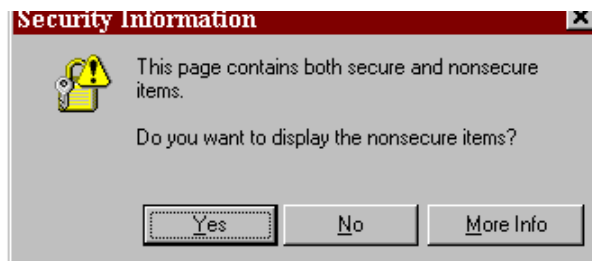 Security Information
This page contains both secure and nonsecure
items.
Do you want to display the nonsecure items?
Yes No More Info